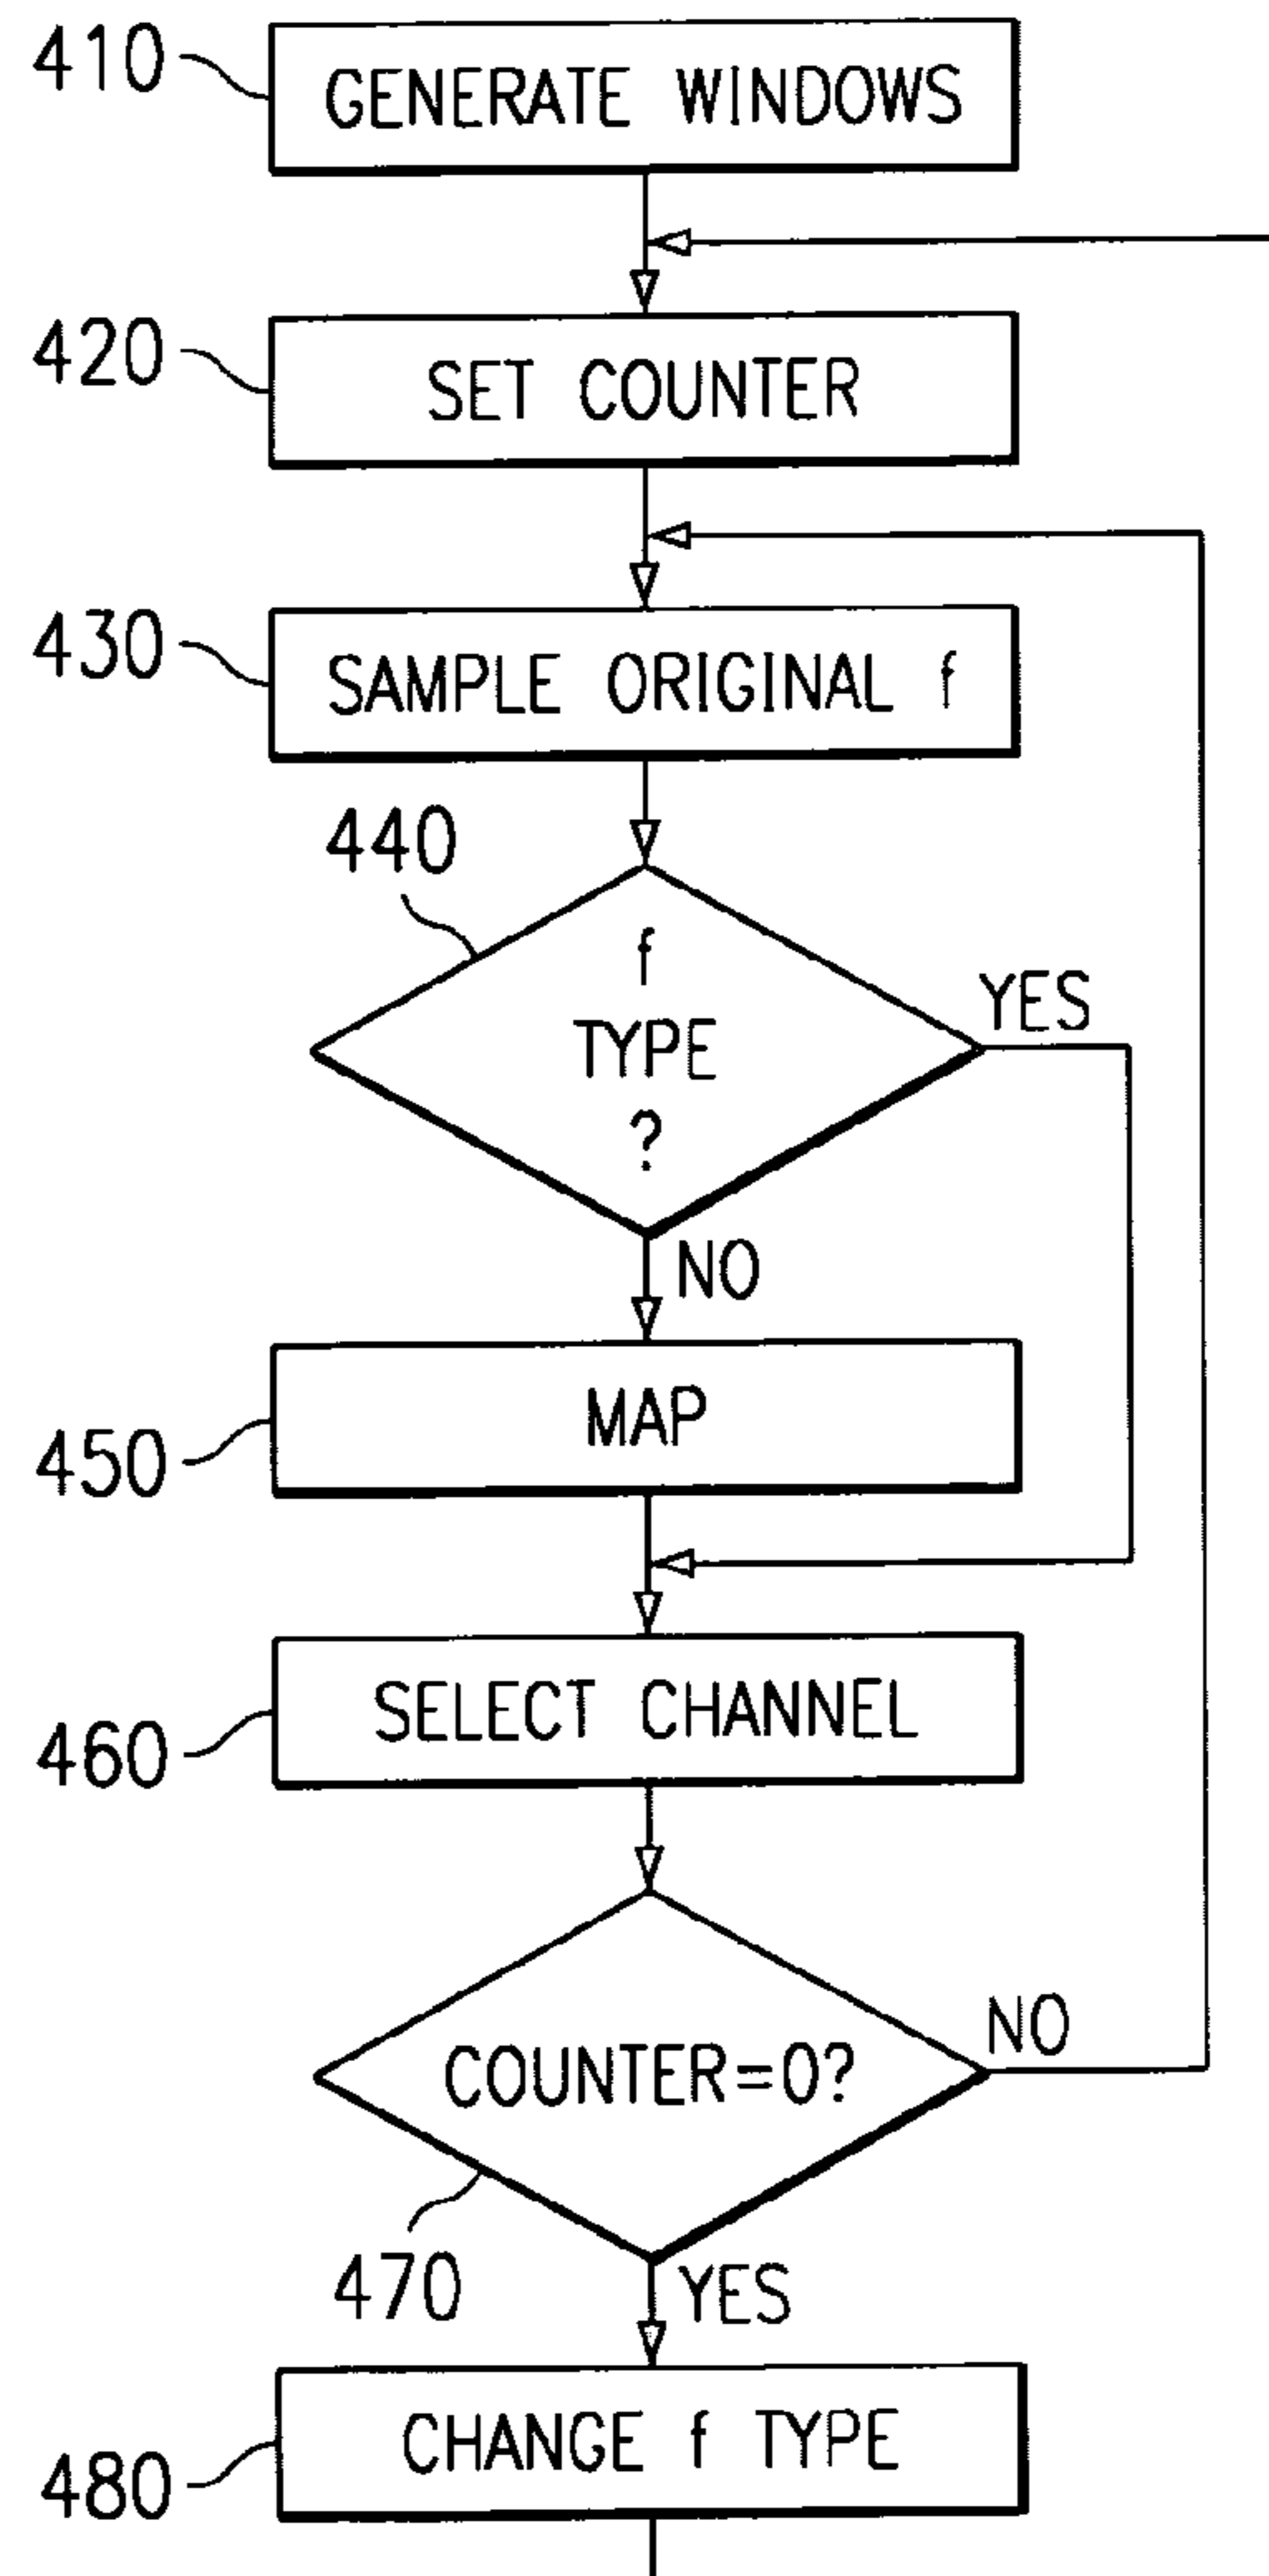 410
GENERATE WINDOWS
420
SET COUNTER
430
SAMPLE ORIGINAL f
440
f
TYPE
?
YES
NO
MAP
450
SELECT CHANNEL
460
COUNTER=0?
NO
470
YES
CHANGE f TYPE
480